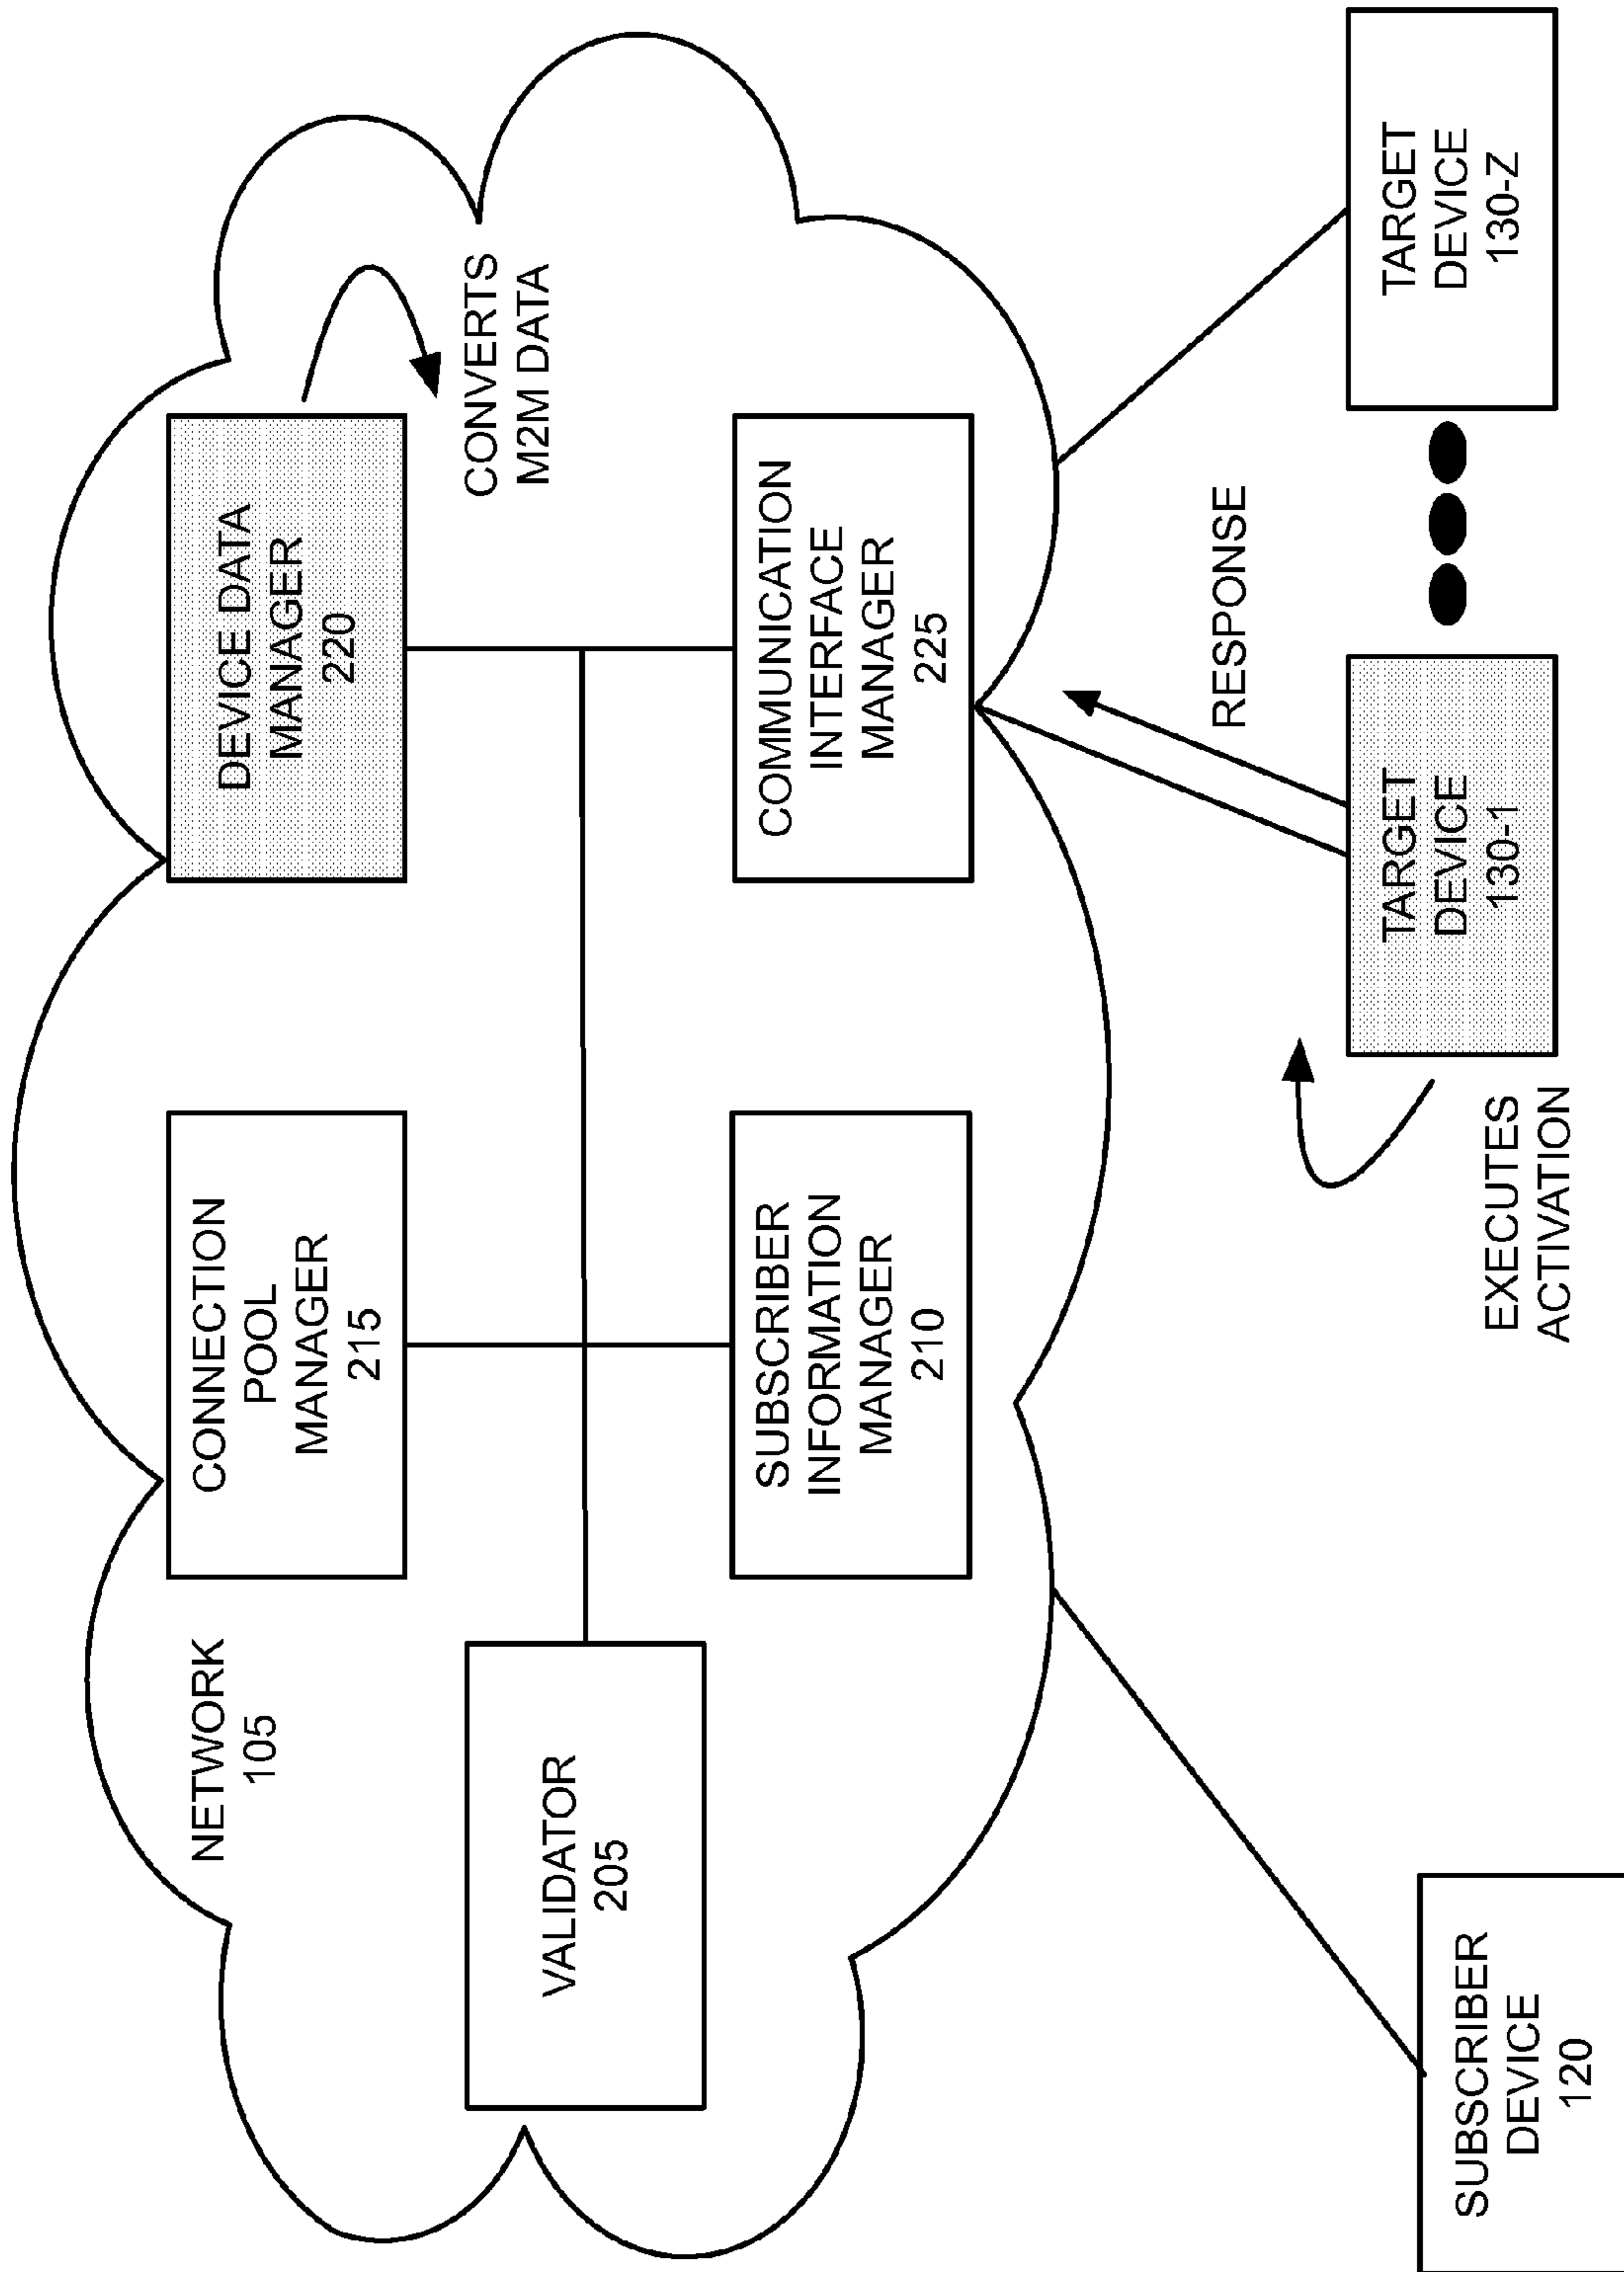 NETWORK
105
CONNECTION
POOL
MANAGER
215
DEVICE DATA
MANAGER
220
CONVERTS
M2M DATA
VALIDATOR
205
SUBSCRIBER
INFORMATION
MANAGER
210
COMMUNICATION
INTERFACE
MANAGER
225
RESPONSE
SUBSCRIBER
DEVICE
120
EXECUTES
ACTIVATION
TARGET
DEVICE
130-1
TARGET
DEVICE
130-Z